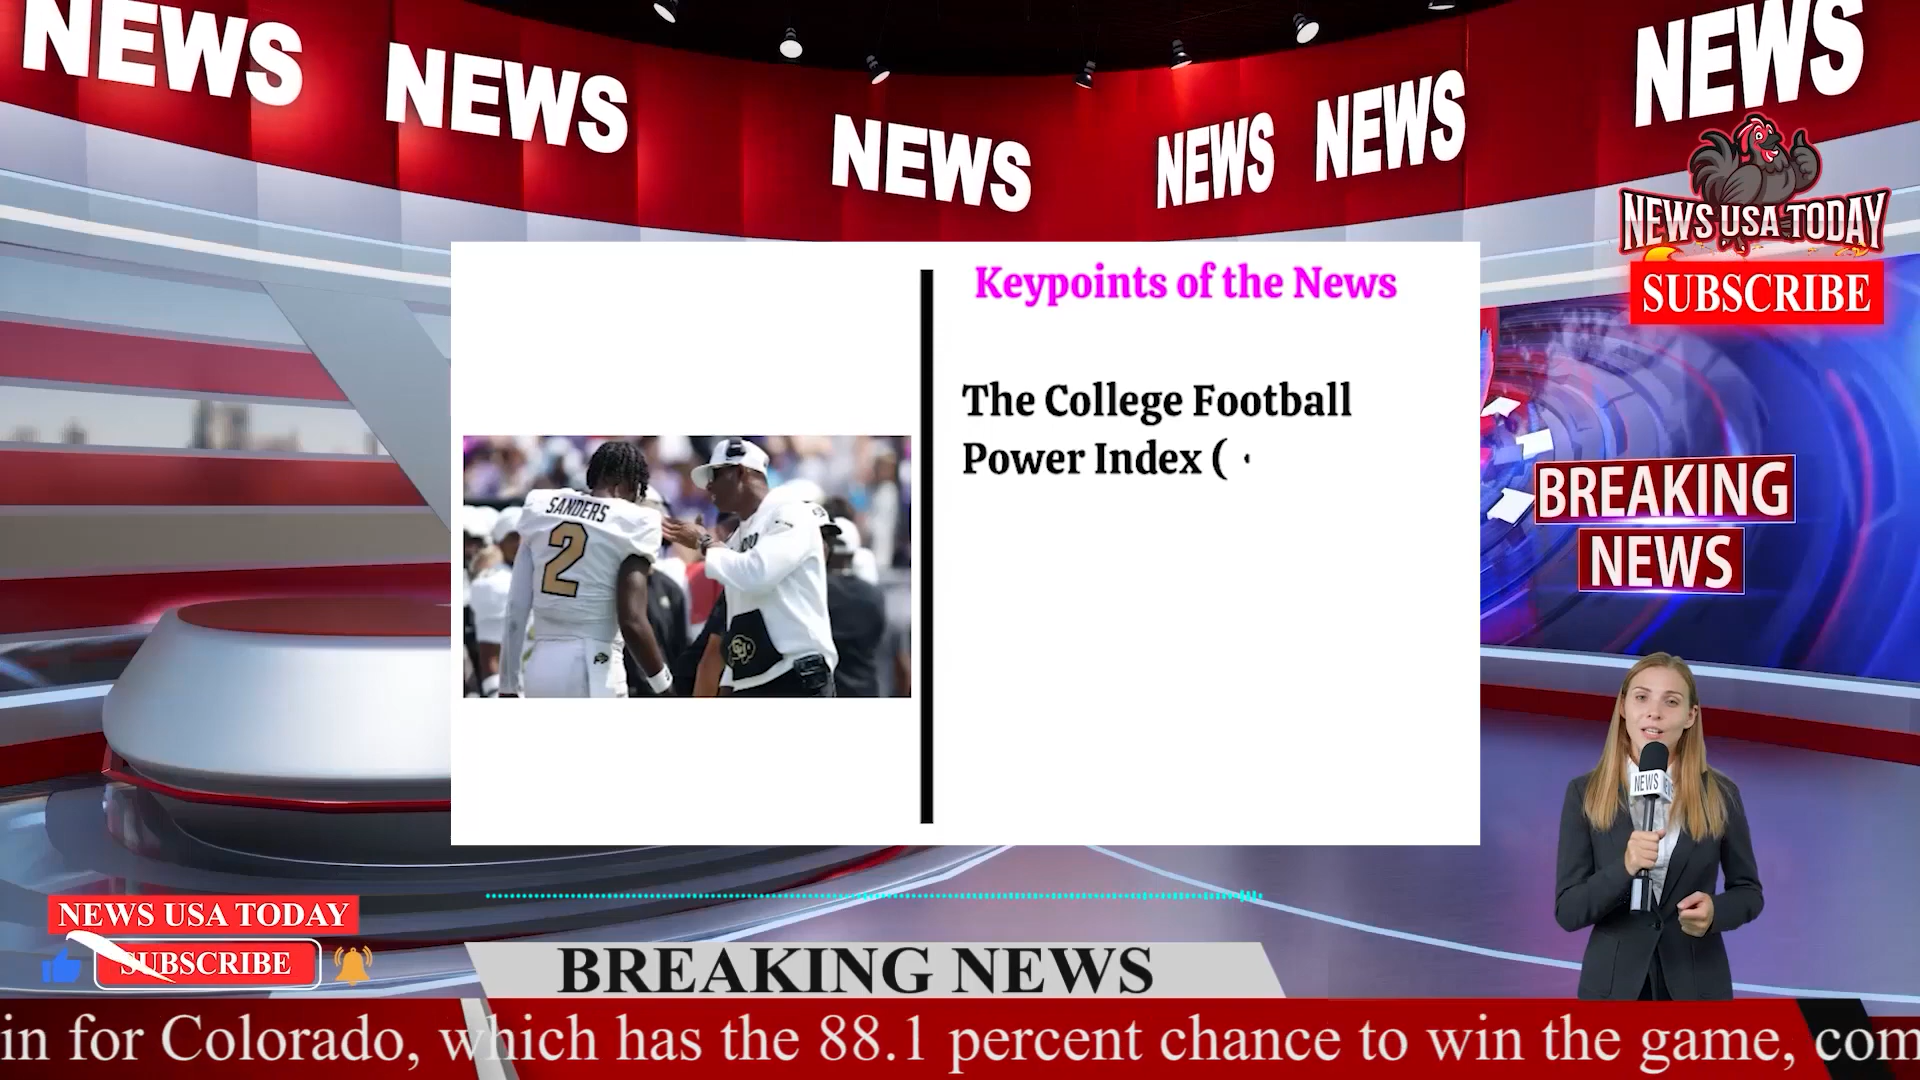 NEWS
NEWS
NEWS
NEWS
NEWS
NEWS
NEWS USA TODAY
SUBSCRIBE
Keypoints of the News
The College Football
Power Index (
SANDERS
2
CU
BREAKING
NEWS
NEWS
NEWS USA TODAY
SUBSCRIBE
BREAKING NEWS
in for Colorado, which has the 88.1 percent chance to win the game, com